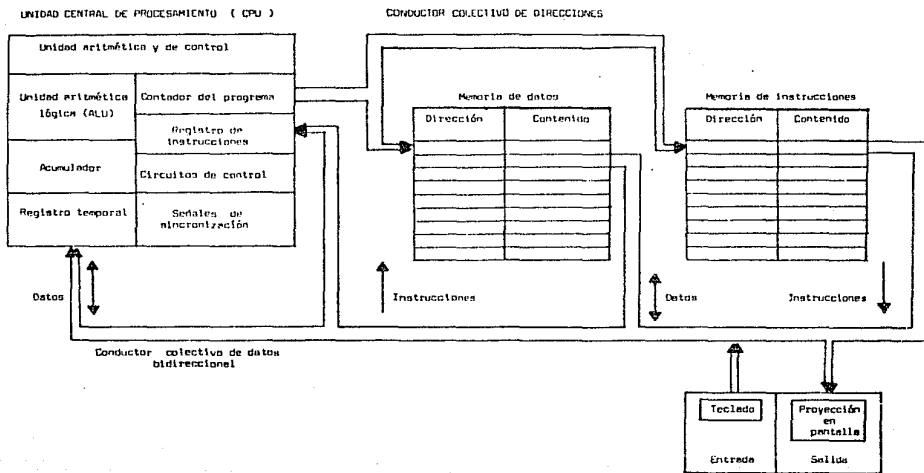 UNIDAD CENTRAL DE PROCESAMIENTO ( CPU )
CONDUCTOR COLECTIVO DE DIRECCIONES
Unidad aritmética y de control
Unidad aritmética
lógica (ALU)
Contador del programa
Registro de
instrucciones
Acumulador
Circuitos de control
Registro temporal
Señales de
sincronización
Memoria de datos
Dirección
Contenido
Memoria de instrucciones
Dirección
Contenido
Datos
Instrucciones
Datos
Instrucciones
Conductor colectivo de datos
bidireccional
Teclado
Proyección
en
pantalla
Entrada
Salida